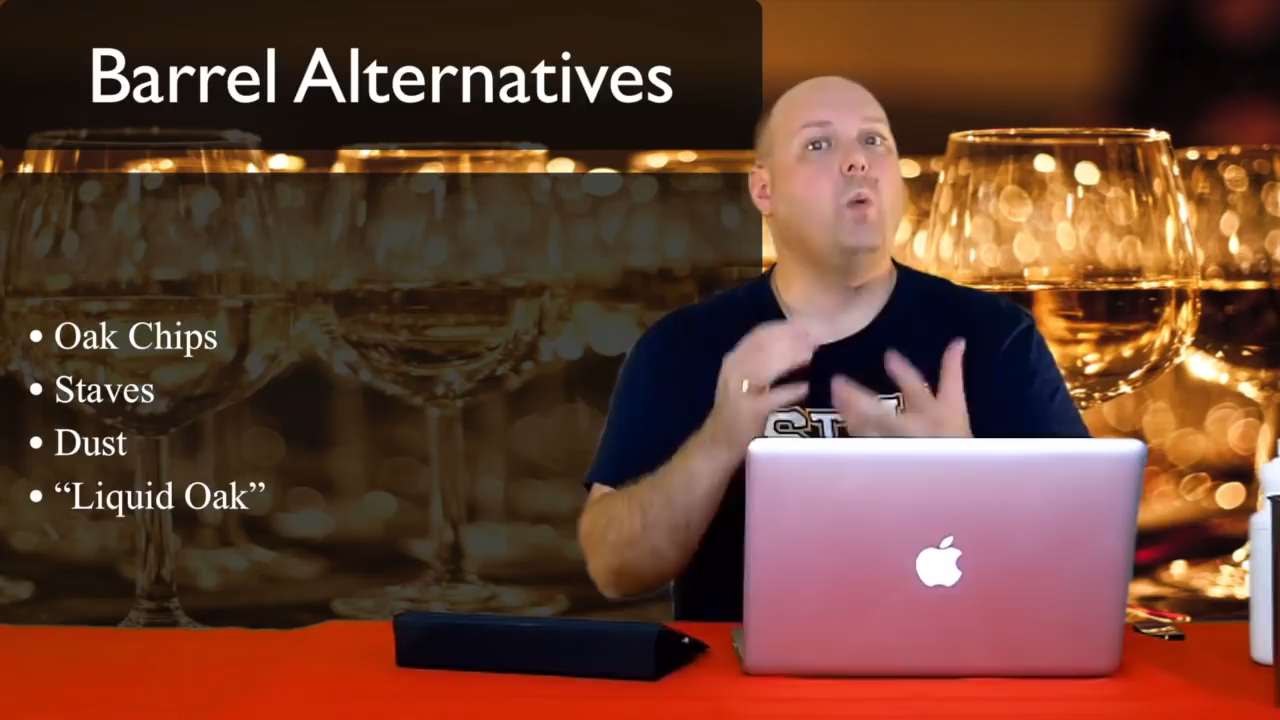 Barrel Alternatives
• Oak Chips
• Staves
• Dust
• “Liquid Oak”